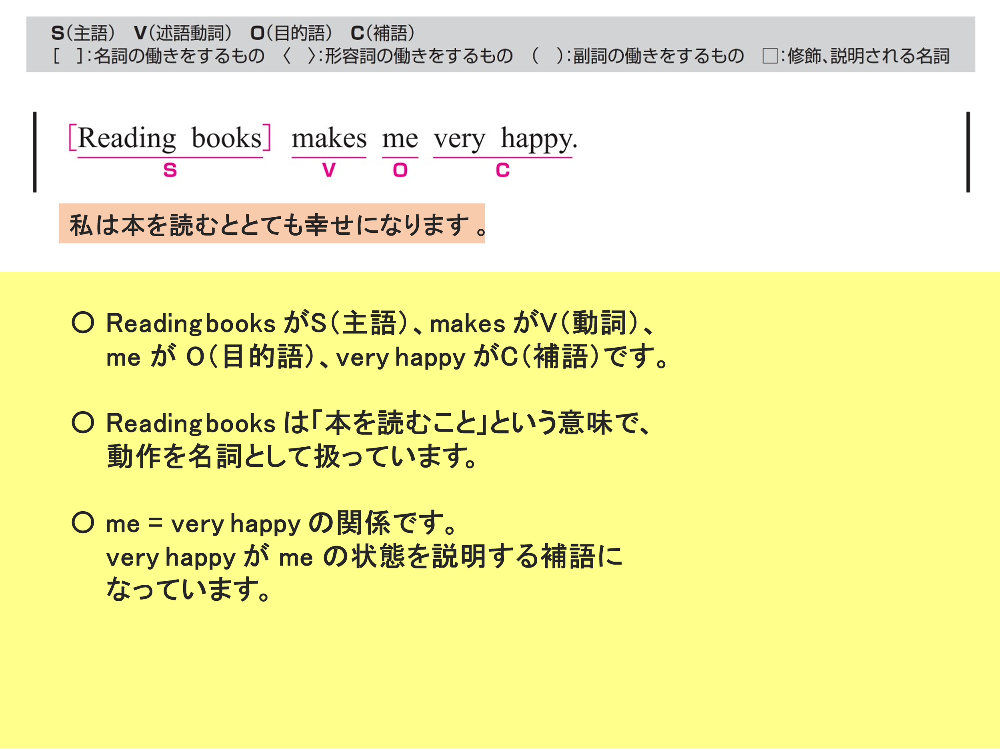 S（主語）　V（述語動詞）　O（目的語）　C（補語）
［　］：名詞の働きをするもの　〈　〉：形容詞の働きをするもの　（　）：副詞の働きをするもの　□：修飾、説明される名詞
[Reading books] makes me very happy.
S V O C
私は本を読むととても幸せになります 。
○ Reading books がS（主語）、makes がV（動詞）、
me が O（目的語）、very happy がC（補語）です。
○ Reading books は「本を読むこと」という意味で、
動作を名詞として扱っています。
○ me = very happy の関係です。
very happy が me の状態を説明する補語に
なっています。